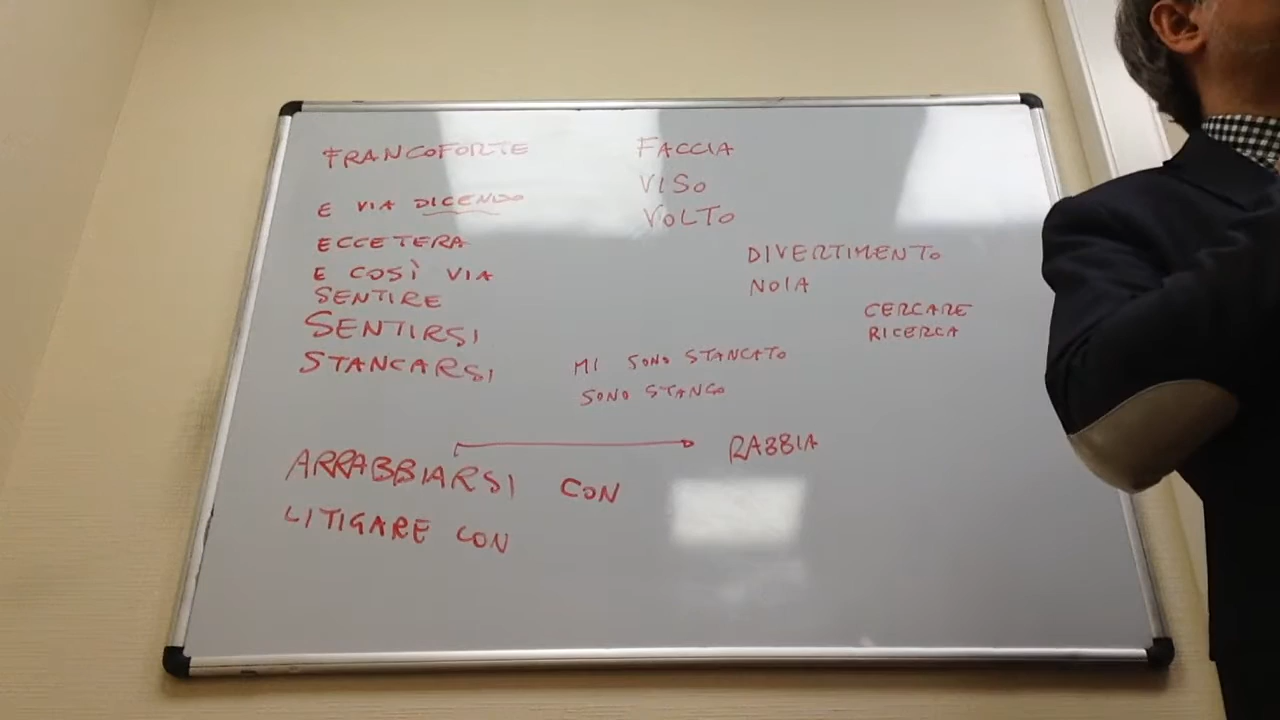 FRANCOFORTE
E VIA DICENDO
ECCETERA
E COSÌ VIA
SENTIRE
SENTIRSI
STANCARSI
ARRABBIARSI CON
LITIGARE CON
FACCIA
VISO
VOLTO
DIVERTIMENTO
NOIA
CERCARE
RICERCA
MI SONO STANCATO
SONO STANCO
RABBIA